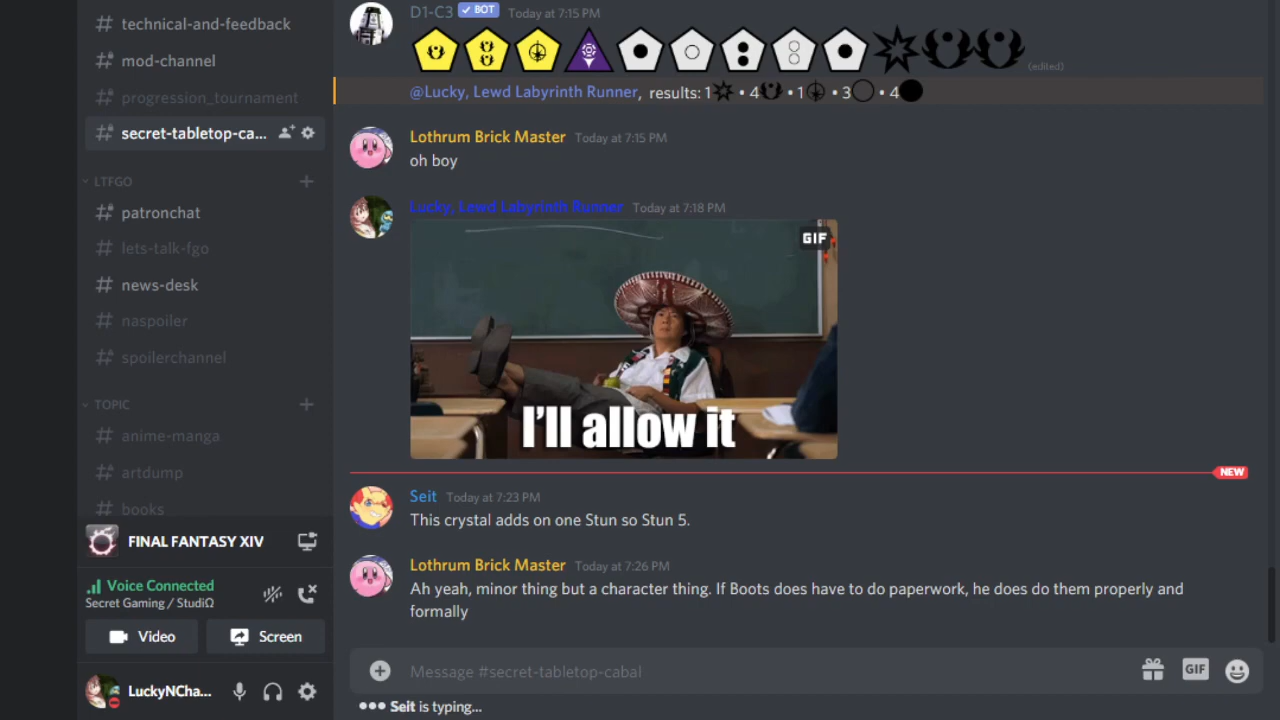 technical-and-feedback
mod-channel
progression_tournament
secret-tabletop-ca...
LTFGO
patronchat
lets-talk-fgo
news-desk
naspoiler
spoilerchannel
TOPIC
anime-manga
artdump
books
FINAL FANTASY XIV
Voice Connected
Secret Gaming / StudiΩ
Video
Screen
LuckyNCha...
D1-C3 ✓ BOT Today at 7:15 PM
(edited)
@Lucky, Lewd Labyrinth Runner, results: 1 • 4 • 1 • 3 • 4
Lothrum Brick Master Today at 7:15 PM
oh boy
Lucky, Lewd Labyrinth Runner Today at 7:18 PM
GIF
I'll allow it
NEW
Seit Today at 7:23 PM
This crystal adds on one Stun so Stun 5.
Lothrum Brick Master Today at 7:26 PM
Ah yeah, minor thing but a character thing. If Boots does have to do paperwork, he does do them properly and
formally
Message #secret-tabletop-cabal
GIF
Seit is typing...